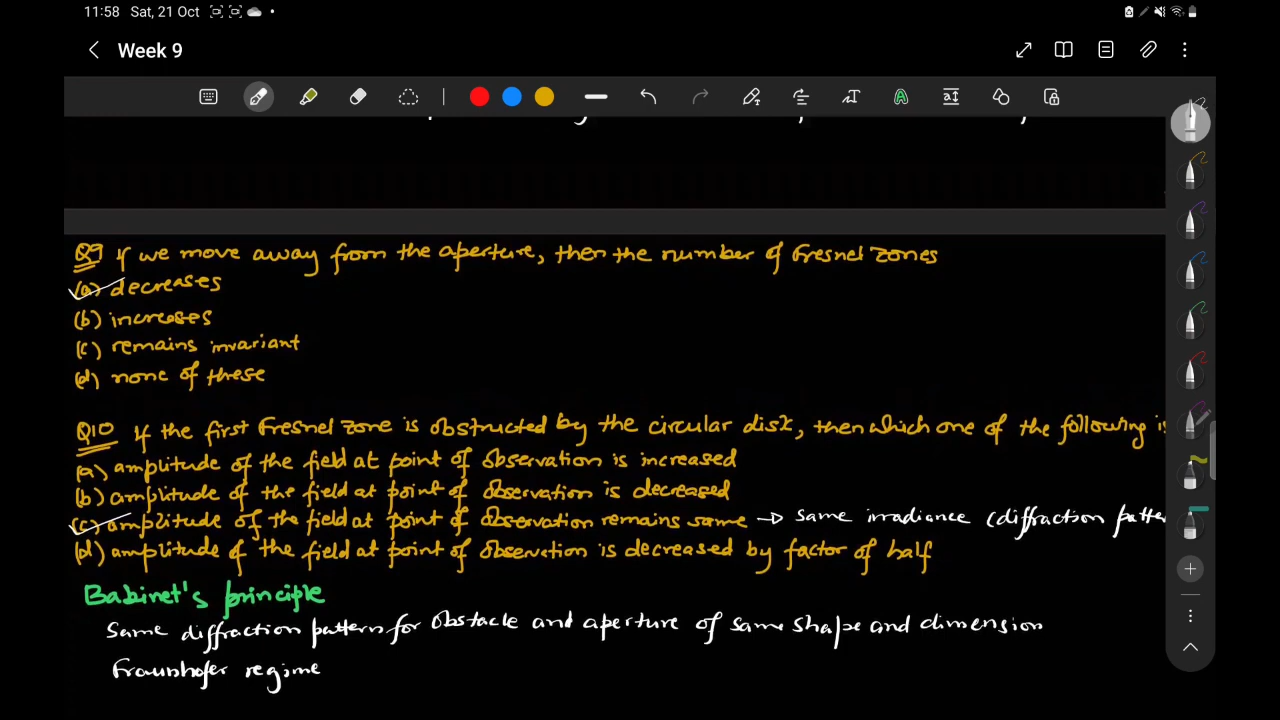 11:58 Sat, 21 Oct
Week 9
Q9 If we move away from the aperture, then the number of Fresnel zones
(a) decreases
(b) increases
(c) remains invariant
(d) none of these
Q10 If the first Fresnel zone is obstructed by the circular disk, then which one of the following is
(a) amplitude of the field at point of observation is increased
(b) amplitude of the field at point of observation is decreased
(c) amplitude of the field at point of observation remains same → same irradiance (diffraction patter
(d) amplitude of the field at point of observation is decreased by factor of half
Babinet's principle
Same diffraction pattern for obstacle and aperture of same shape and dimension
Fraunhofer regime